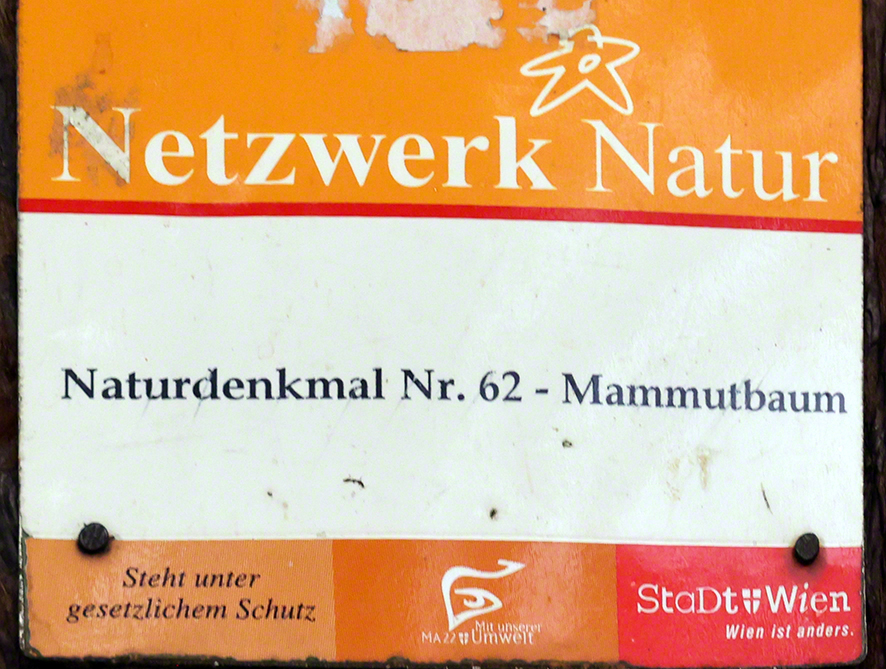 Netzwerk Natur
Naturdenkmal Nr. 62 - Mammutbaum
Steht unter
gesetzlichem Schutz
Mit unserer
MA 22 Umwelt
StaDt Wien
Wien ist anders.